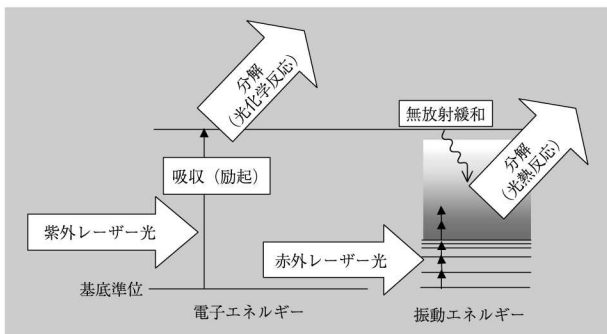 分解
(光化学反応)
無放射緩和
分解
(光熱反応)
吸収(励起)
紫外レーザー光
赤外レーザー光
基底準位
電子エネルギー
振動エネルギー